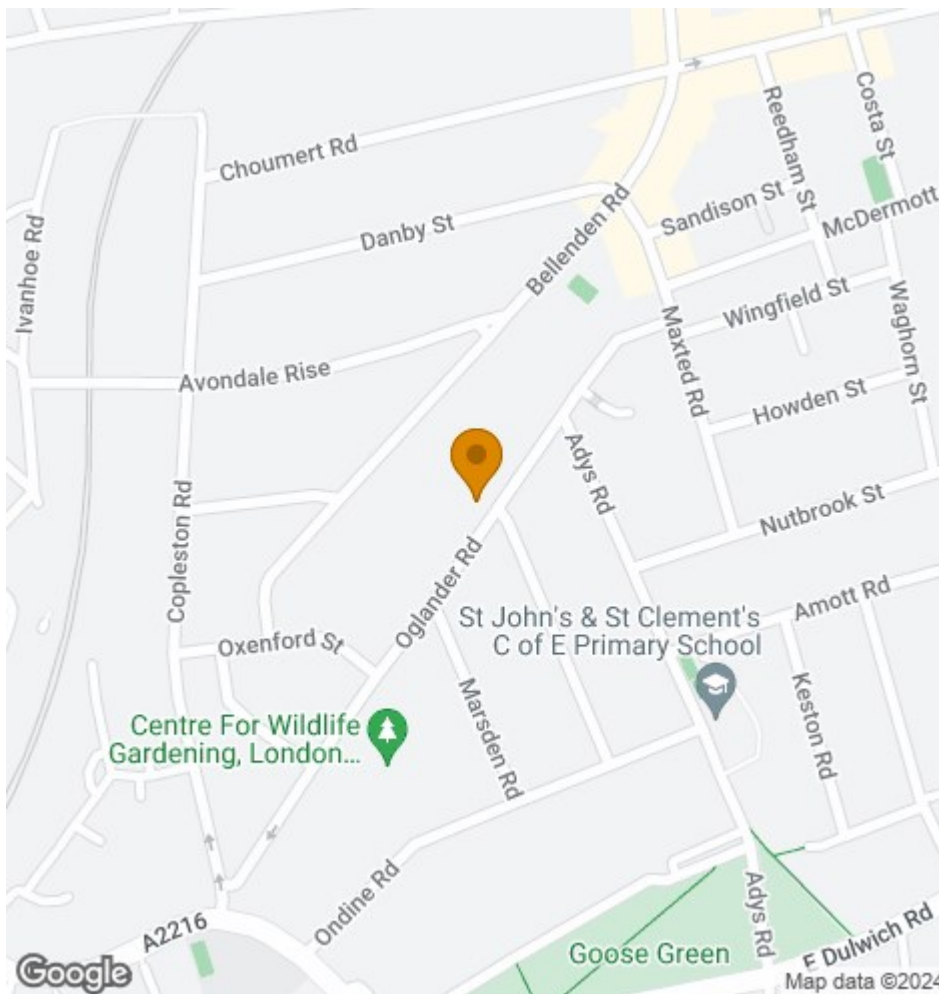 Costa St
Reedham St
Choumert Rd
Sandison St
McDermott
Danby St
Bellenden Rd
Ivanhoe Rd
Wingfield St
Waghorn St
Maxted Rd
Avondale Rise
Howden St
Adys Rd
Nutbrook St
Copleston Rd
Oglander Rd
Amott Rd
St John's & St Clement's
C of E Primary School
Oxenford St
Keston Rd
Marsden Rd
Centre For Wildlife
Gardening, London...
Ondine Rd
Adys Rd
A2216
E Dulwich Rd
Goose Green
Google
Map data ©2024